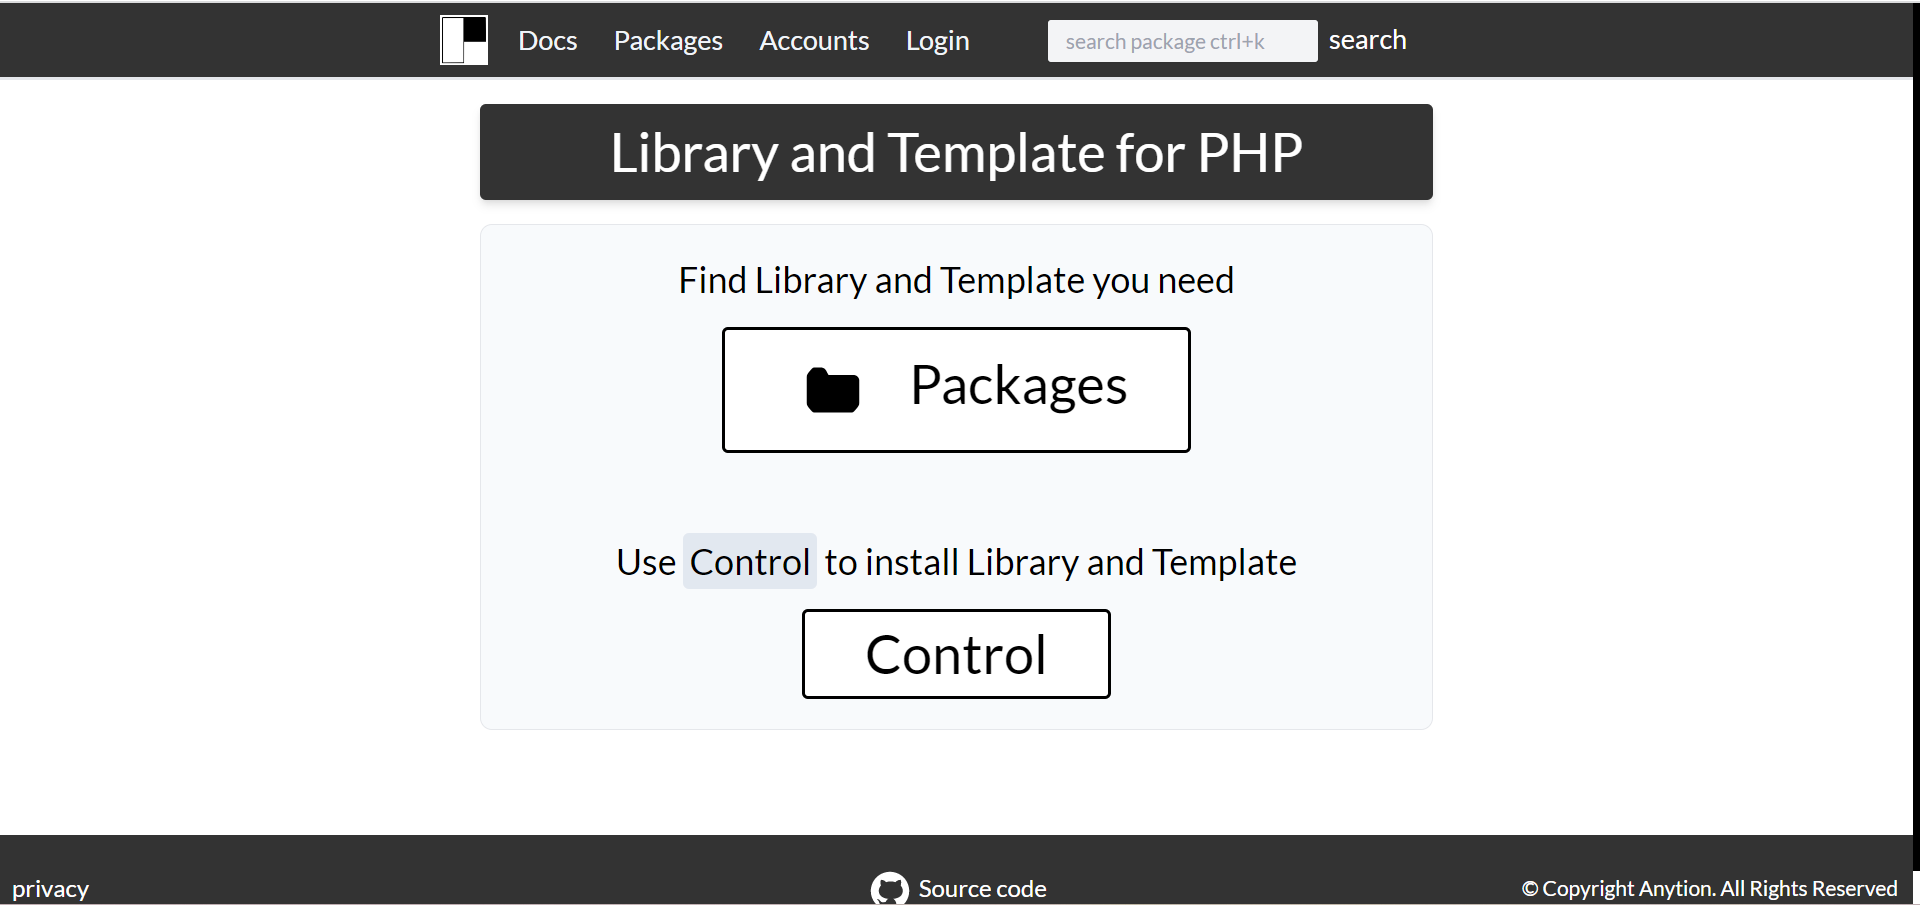 Docs Packages Accounts Login search package ctrl+k search
Library and Template for PHP
Find Library and Template you need
Packages
Use Control to install Library and Template
Control
privacy Source code © Copyright Anytion. All Rights Reserved